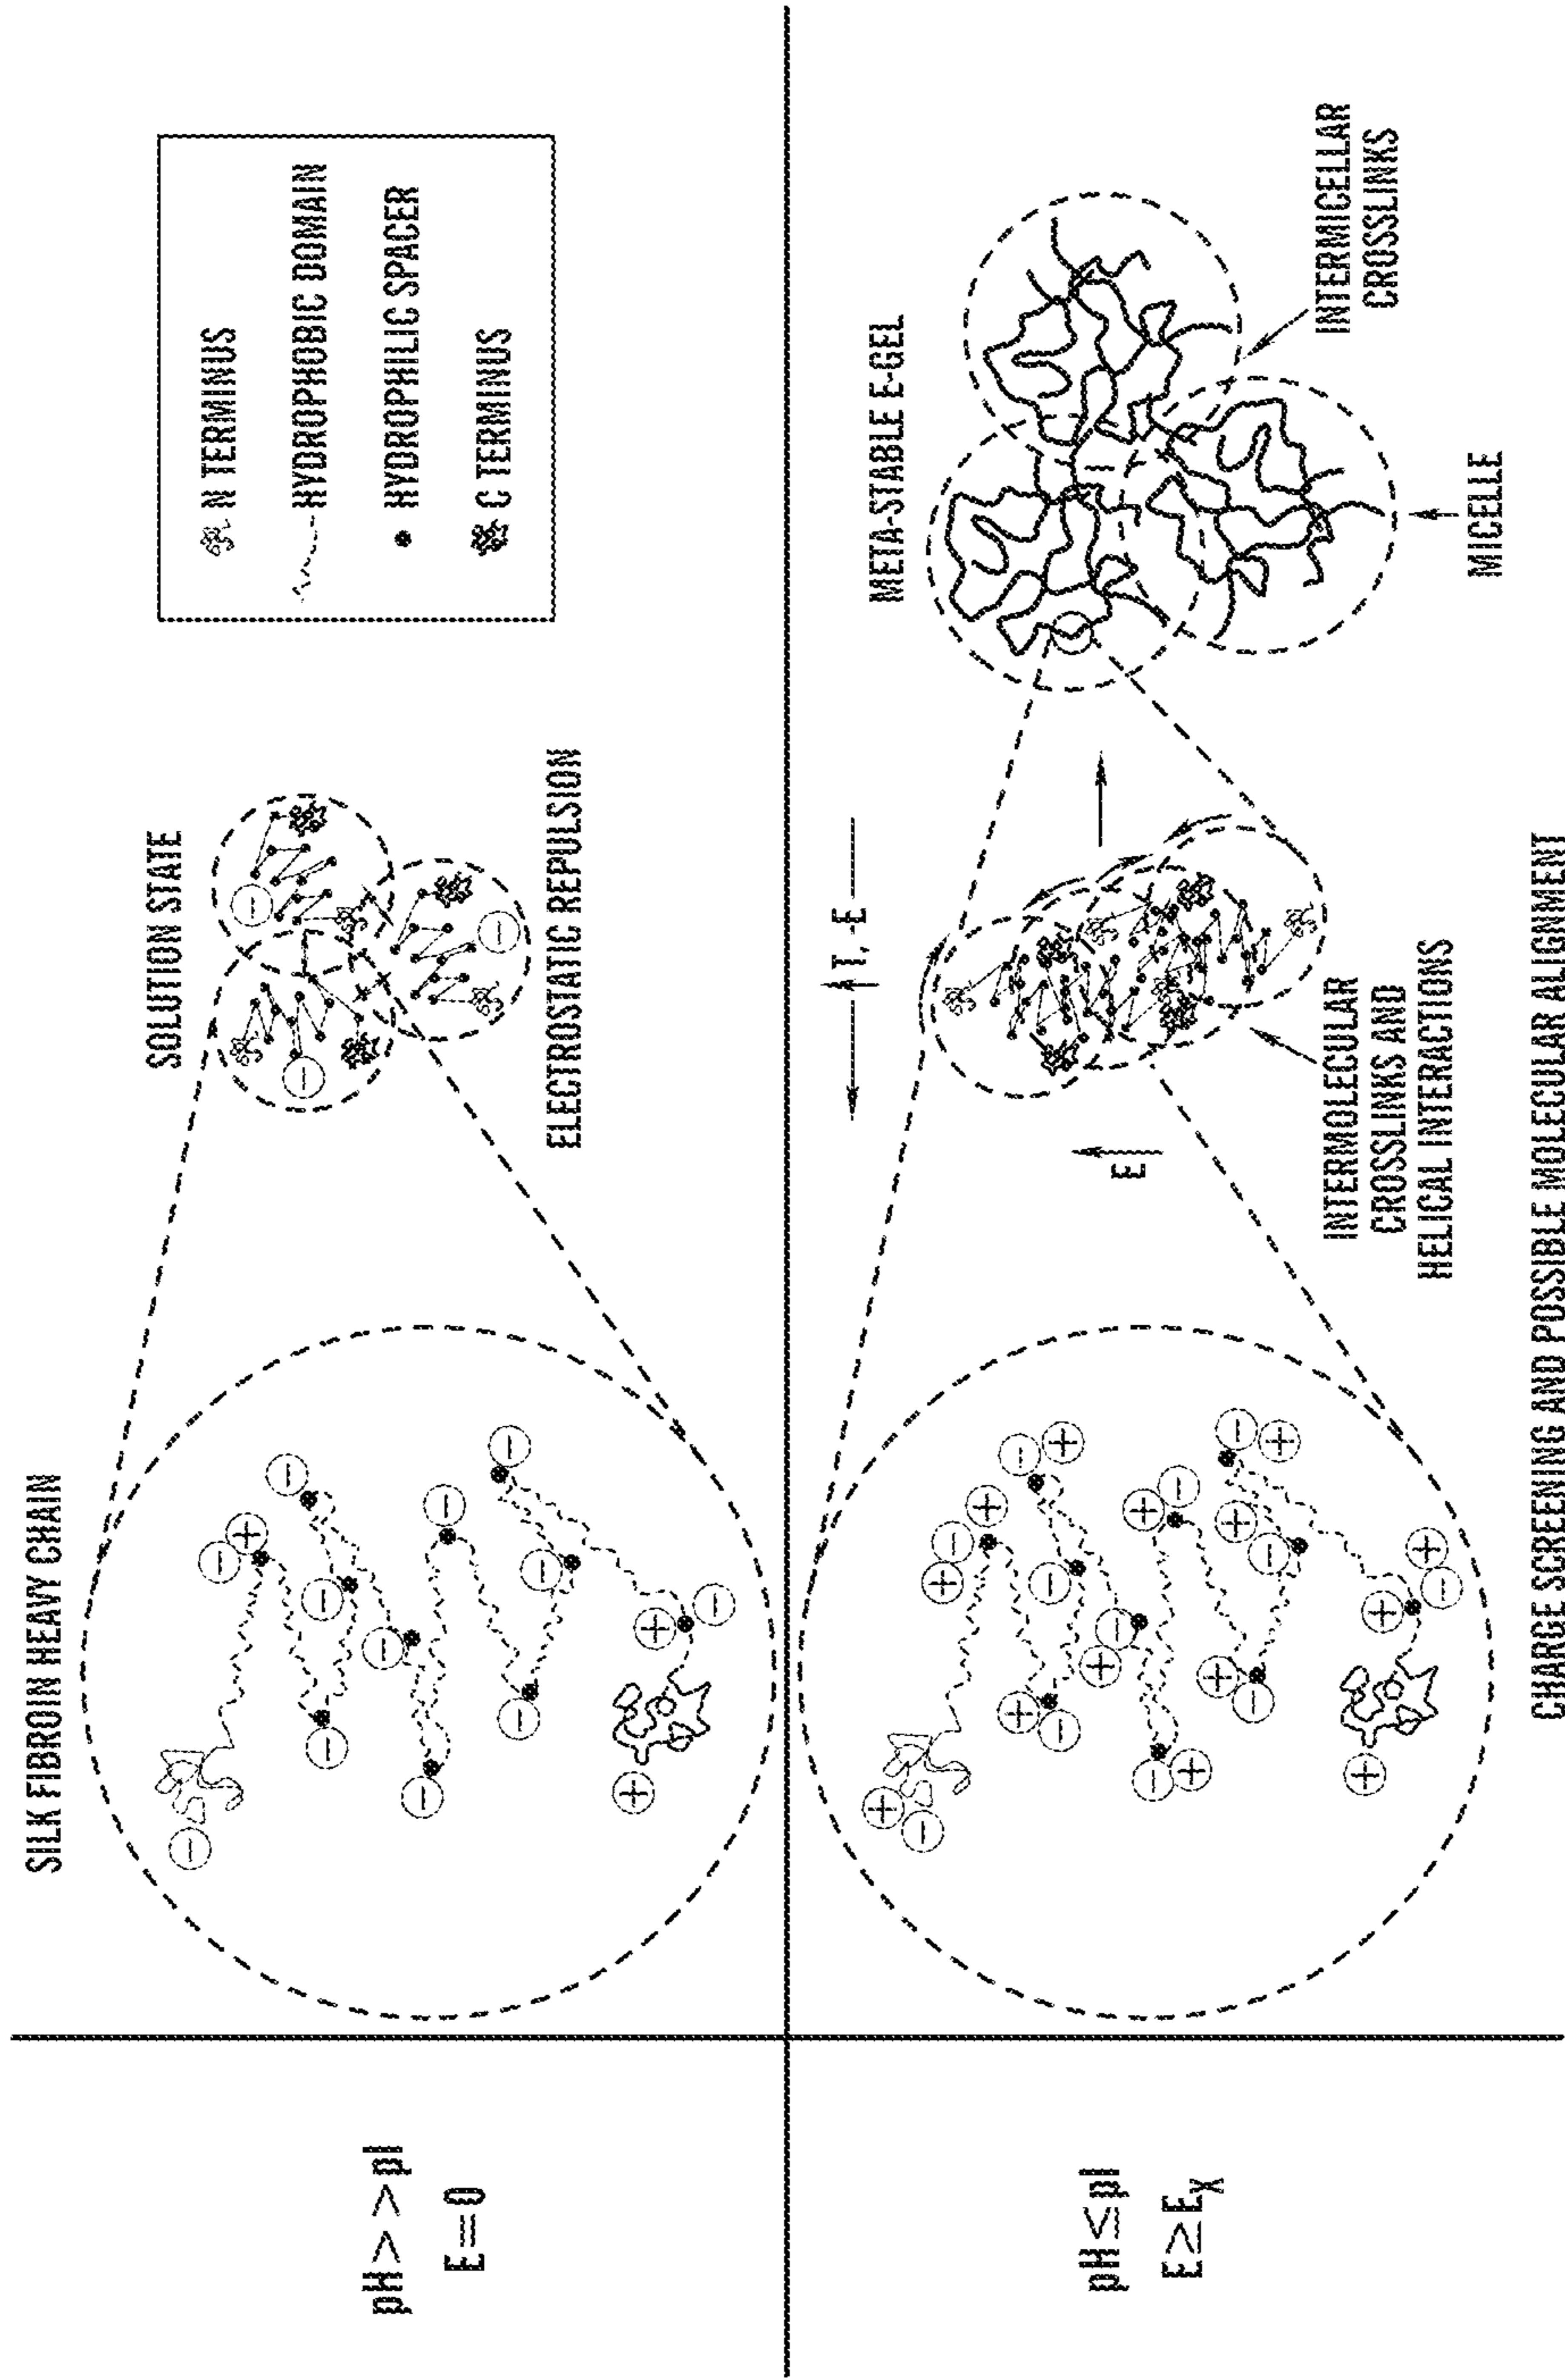 pH>>pI
E=0
SILK FIBROIN HEAVY CHAIN
SOLUTION STATE
ELECTROSTATIC REPULSION
N TERMINUS
HYDROPHOBIC DOMAIN
HYDROPHILIC SPACER
C TERMINUS
pH≤pI
E≥Ex
E
T, -E
INTERMOLECULAR
CROSSLINKS AND
HELICAL INTERACTIONS
META-STABLE E-GEL
INTERMICELLAR
CROSSLINKS
MICELLE
CHARGE SCREENING AND POSSIBLE MOLECULAR ALIGNMENT